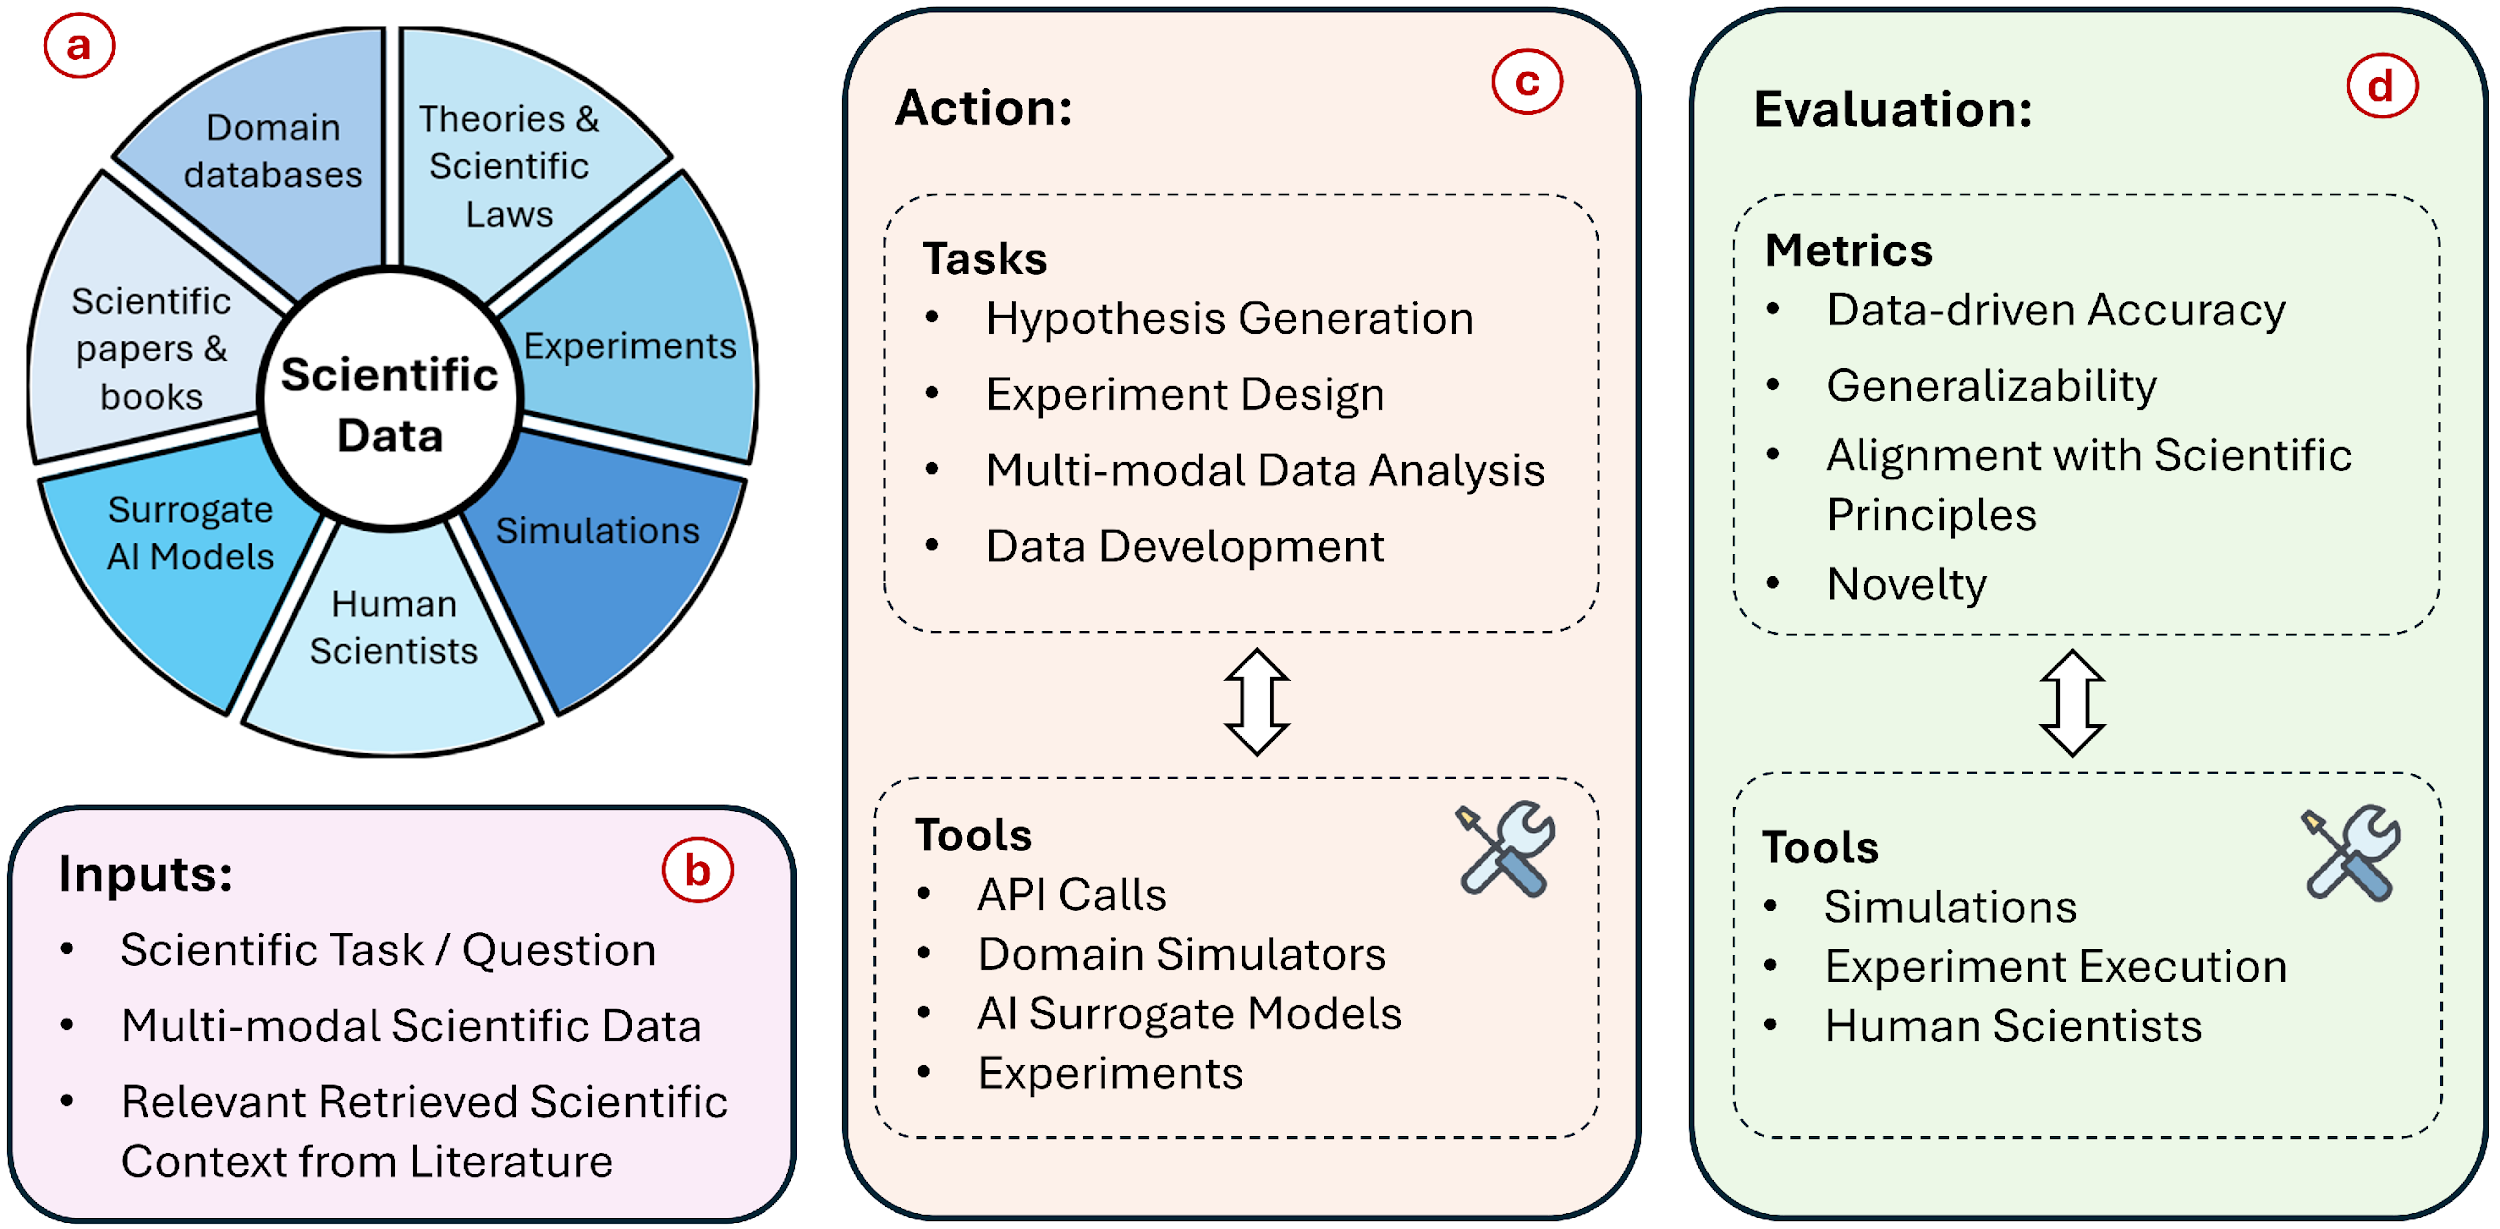 a
Domain
databases
Theories &
Scientific
Laws
Experiments
Simulations
Human
Scientists
Surrogate
AI Models
Scientific
papers &
books
Scientific
Data
b
Inputs:
• Scientific Task / Question
• Multi-modal Scientific Data
• Relevant Retrieved Scientific
Context from Literature
c
Action:
Tasks
• Hypothesis Generation
• Experiment Design
• Multi-modal Data Analysis
• Data Development
Tools
• API Calls
• Domain Simulators
• AI Surrogate Models
• Experiments
d
Evaluation:
Metrics
• Data-driven Accuracy
• Generalizability
• Alignment with Scientific
Principles
• Novelty
Tools
• Simulations
• Experiment Execution
• Human Scientists